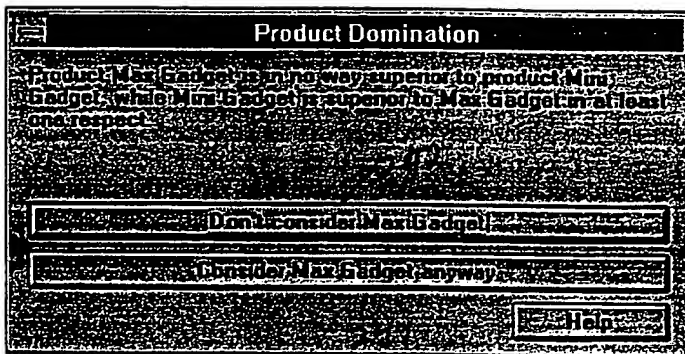 Product Domination
Product Max Gadget is in no way superior to product Mini
Gadget, while Mini Gadget is superior to Max Gadget in at least
one respect.
Don't consider Max Gadget
Consider Max Gadget anyway
Help